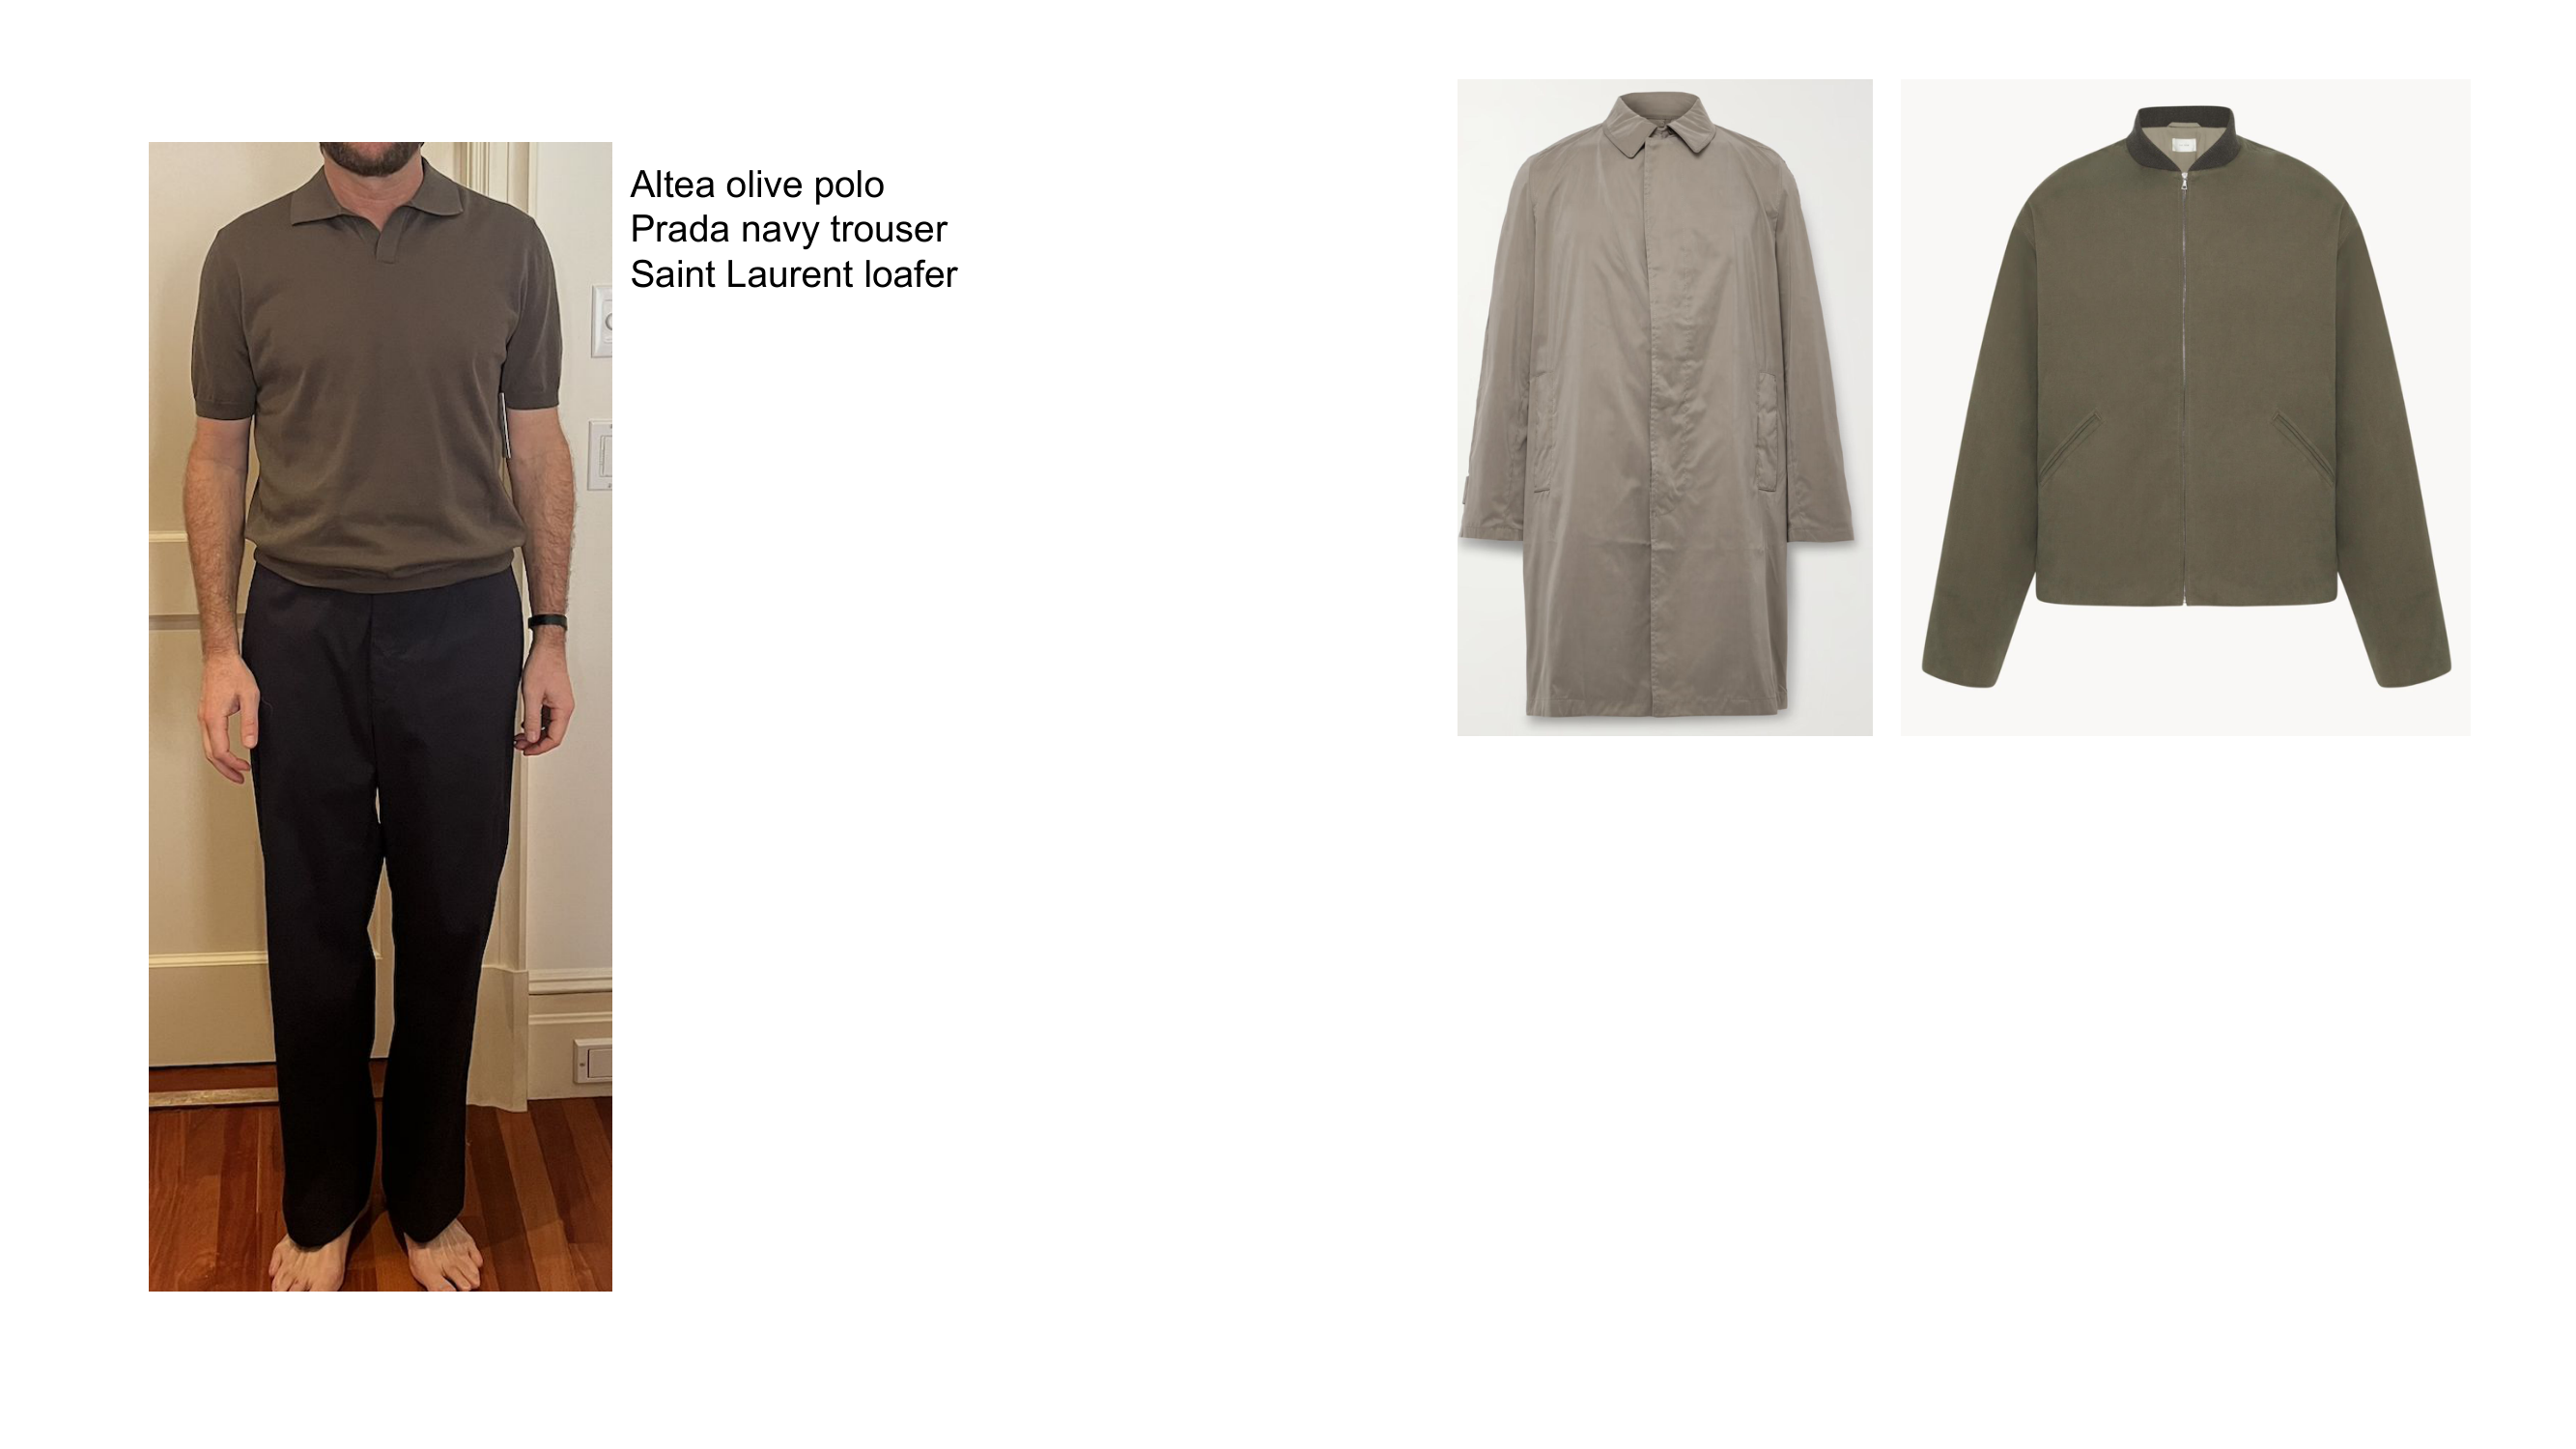 Altea olive polo
Prada navy trouser
Saint Laurent loafer